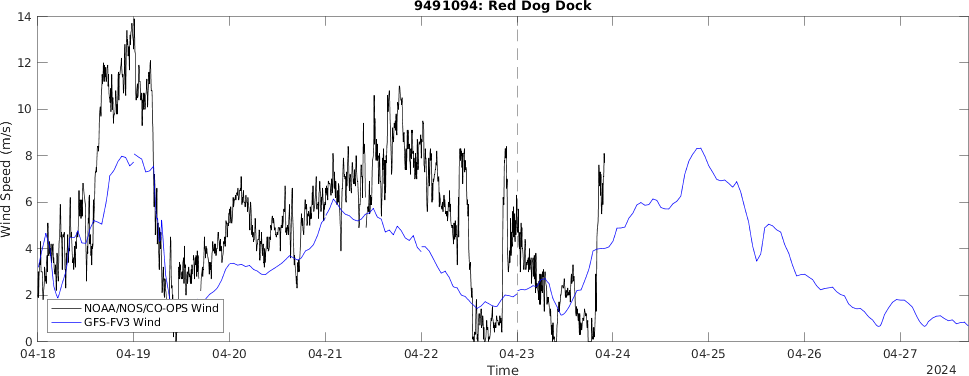 9491094: Red Dog Dock
Wind Speed (m/s)
14
12
10
8
6
4
2
0
NOAA/NOS/CO-OPS Wind
GFS-FV3 Wind
04-18 04-19 04-20 04-21 04-22 04-23 04-24 04-25 04-26 04-27
Time
2024